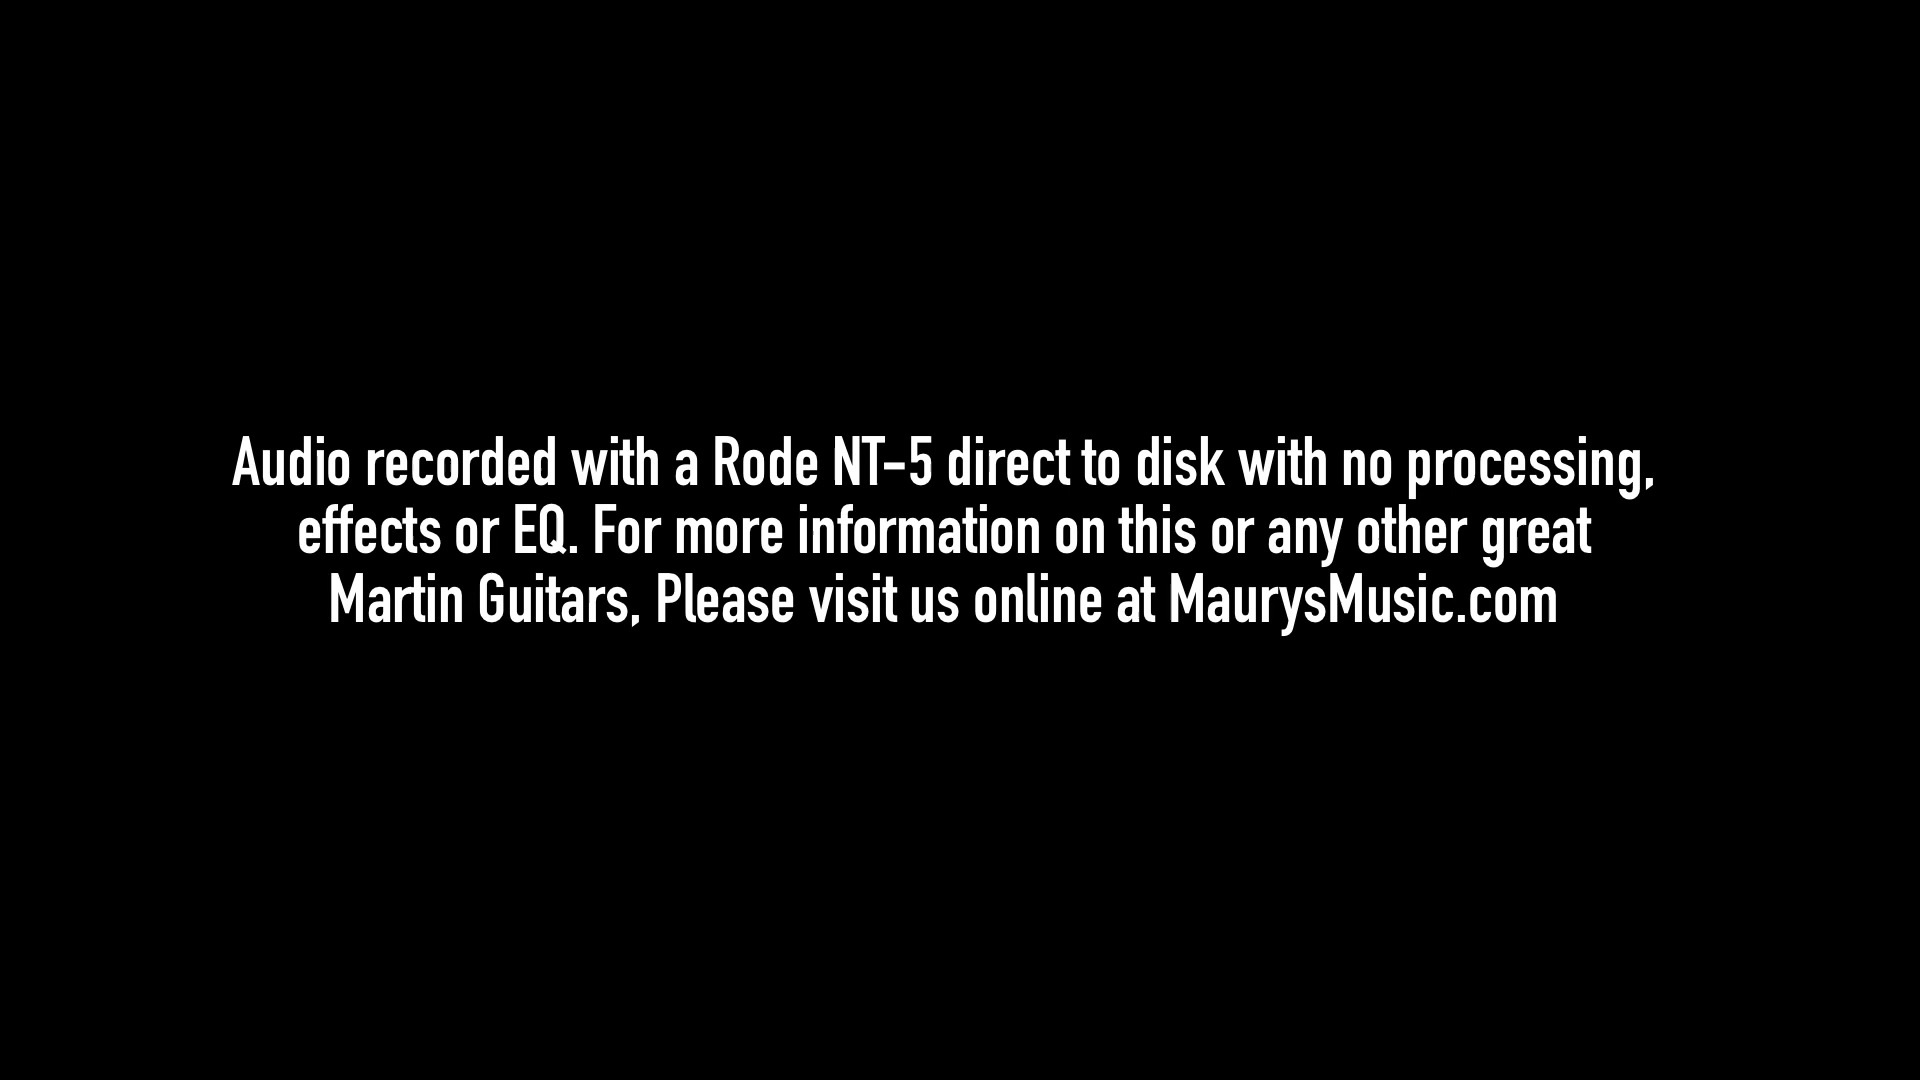 Audio recorded with a Rode NT-5 direct to disk with no processing,
effects or EQ. For more information on this or any other great
Martin Guitars, Please visit us online at MaurysMusic.com